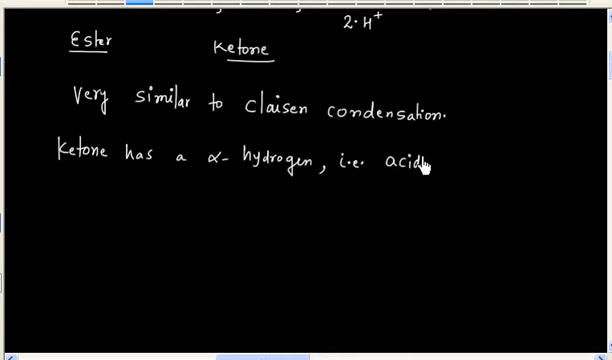 2. H+
Ester Ketone
Very similar to claisen condensation.
Ketone has a α- hydrogen, i.e. acid